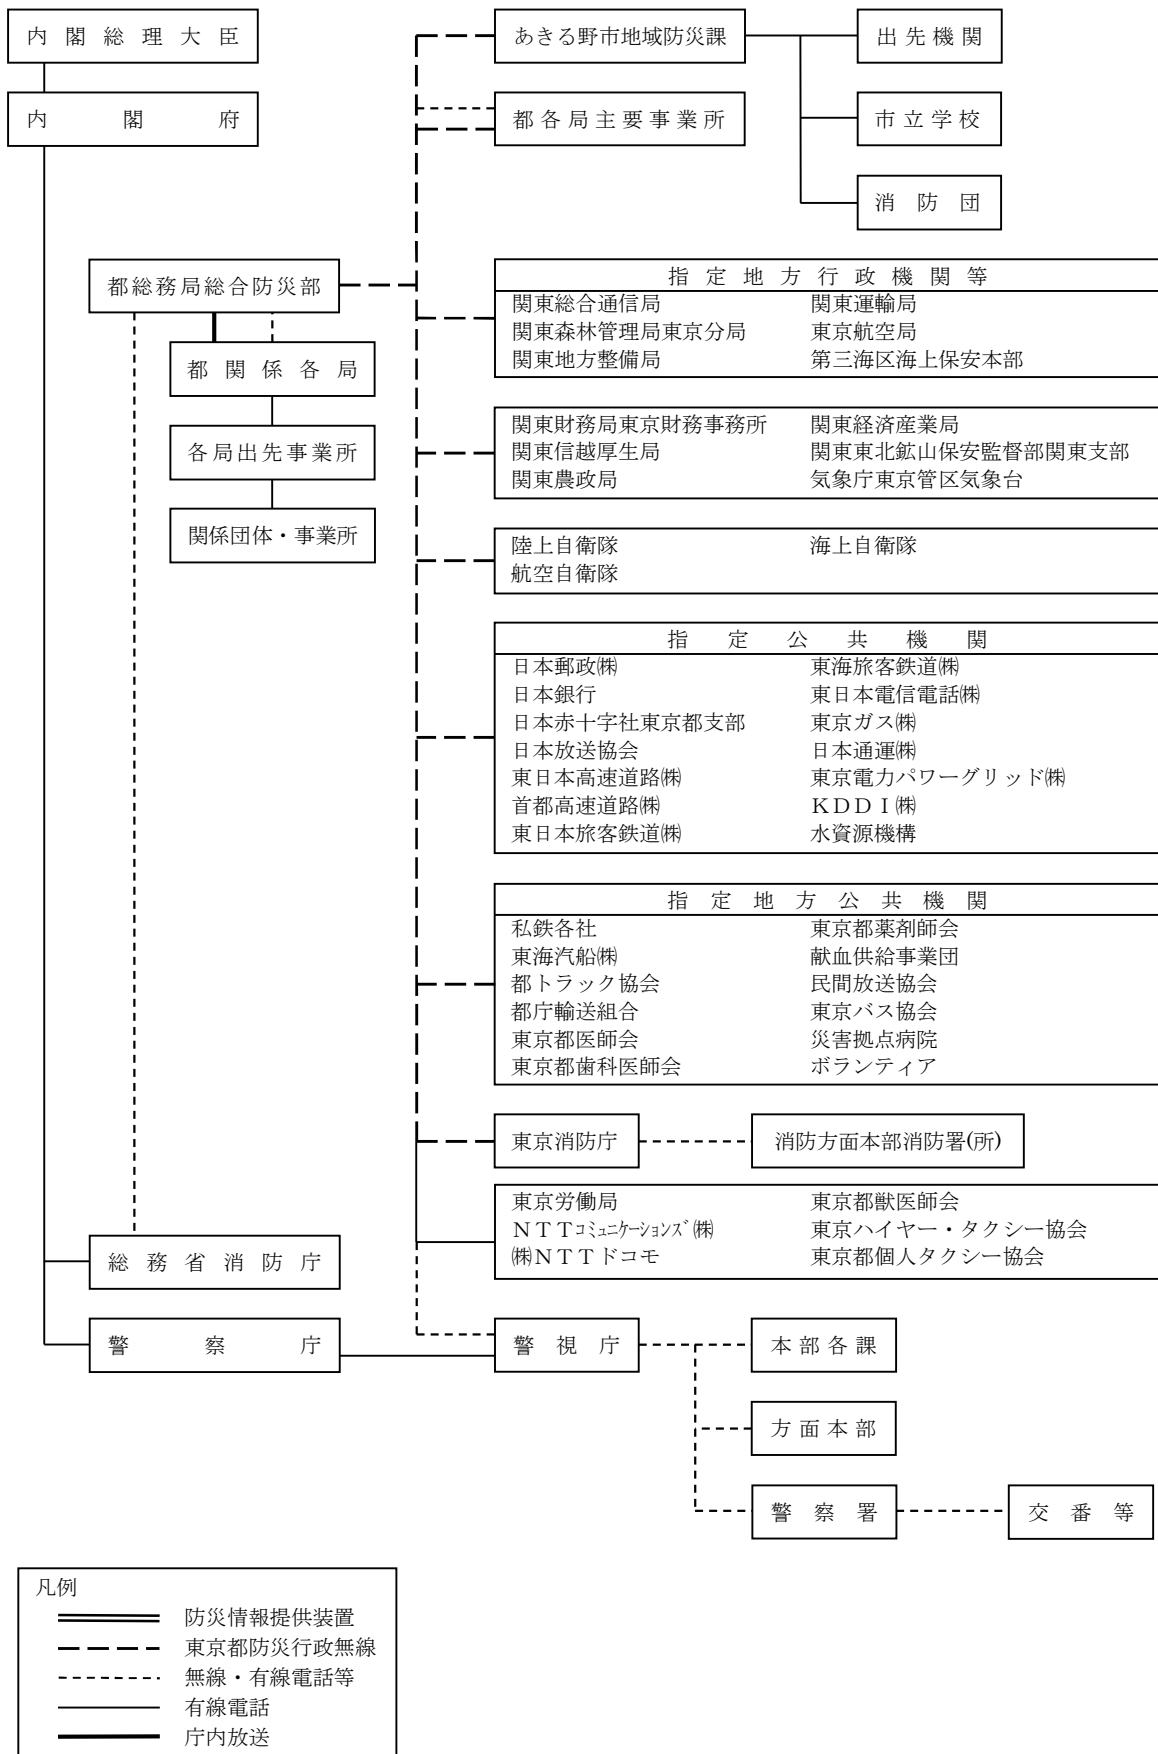 内閣総理大臣
内閣府
あきる野市地域防災課
出先機関
都各局主要事業所
市立学校
消防団
都総務局総合防災部
都関係各局
各局出先事業所
関係団体・事業所
指定地方行政機関等
関東総合通信局 関東運輸局
関東森林管理局東京分局 東京航空局
関東地方整備局 第三海区海上保安本部
関東財務局東京財務事務所 関東経済産業局
関東信越厚生局 関東東北鉱山保安監督部関東支部
関東農政局 気象庁東京管区気象台
陸上自衛隊 海上自衛隊
航空自衛隊
指定公共機関
日本郵政㈱ 東海旅客鉄道㈱
日本銀行 東日本電信電話㈱
日本赤十字社東京都支部 東京ガス㈱
日本放送協会 日本通運㈱
東日本高速道路㈱ 東京電力パワーグリッド㈱
首都高速道路㈱ ＫＤＤＩ㈱
東日本旅客鉄道㈱ 水資源機構
指定地方公共機関
私鉄各社 東京都薬剤師会
東海汽船㈱ 献血供給事業団
都トラック協会 民間放送協会
都庁輸送組合 東京バス協会
東京都医師会 災害拠点病院
東京都歯科医師会 ボランティア
東京消防庁
消防方面本部消防署(所)
東京労働局 東京都獣医師会
ＮＴＴｺﾐｭﾆｹｰｼｮﾝｽﾞ㈱ 東京ハイヤー・タクシー協会
㈱ＮＴＴドコモ 東京都個人タクシー協会
総務省消防庁
警察庁
警視庁
本部各課
方面本部
警察署
交番等
凡例
防災情報提供装置
東京都防災行政無線
無線・有線電話等
有線電話
庁内放送